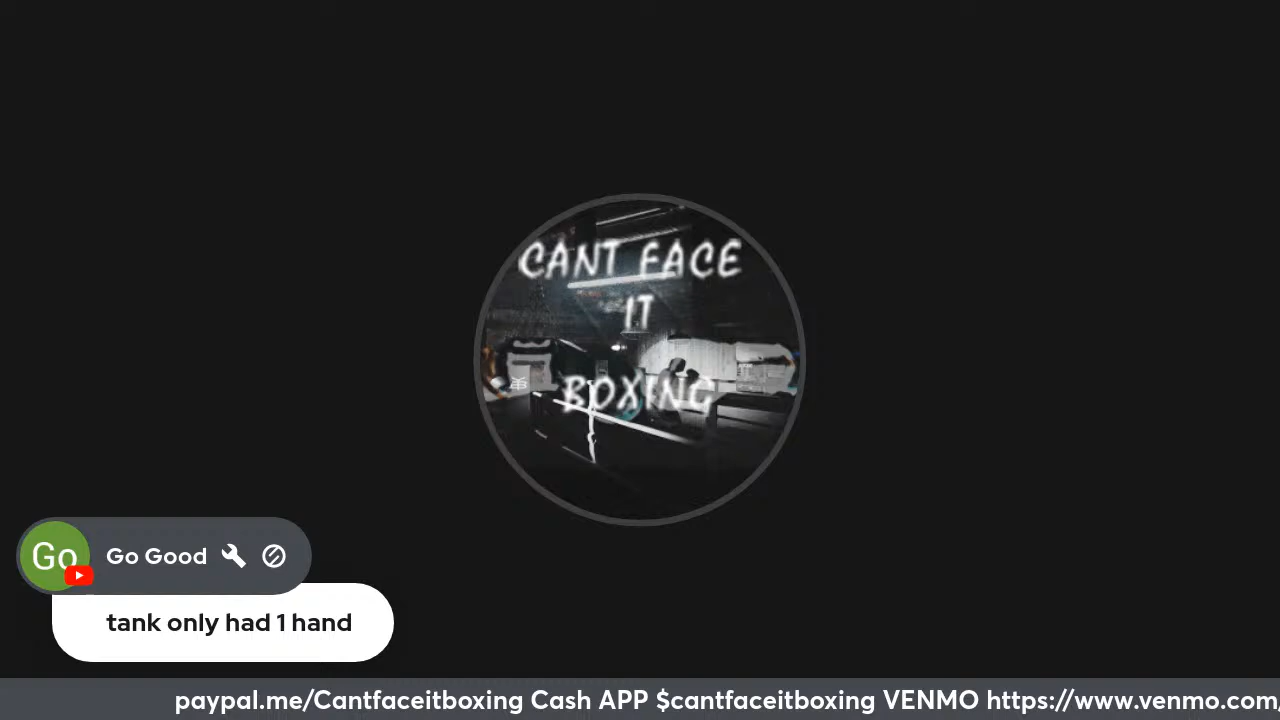 CANT FACE
IT
BOXING
Go Go Good
tank only had 1 hand
paypal.me/Cantfaceitboxing Cash APP $cantfaceitboxing VENMO https://www.venmo.com/